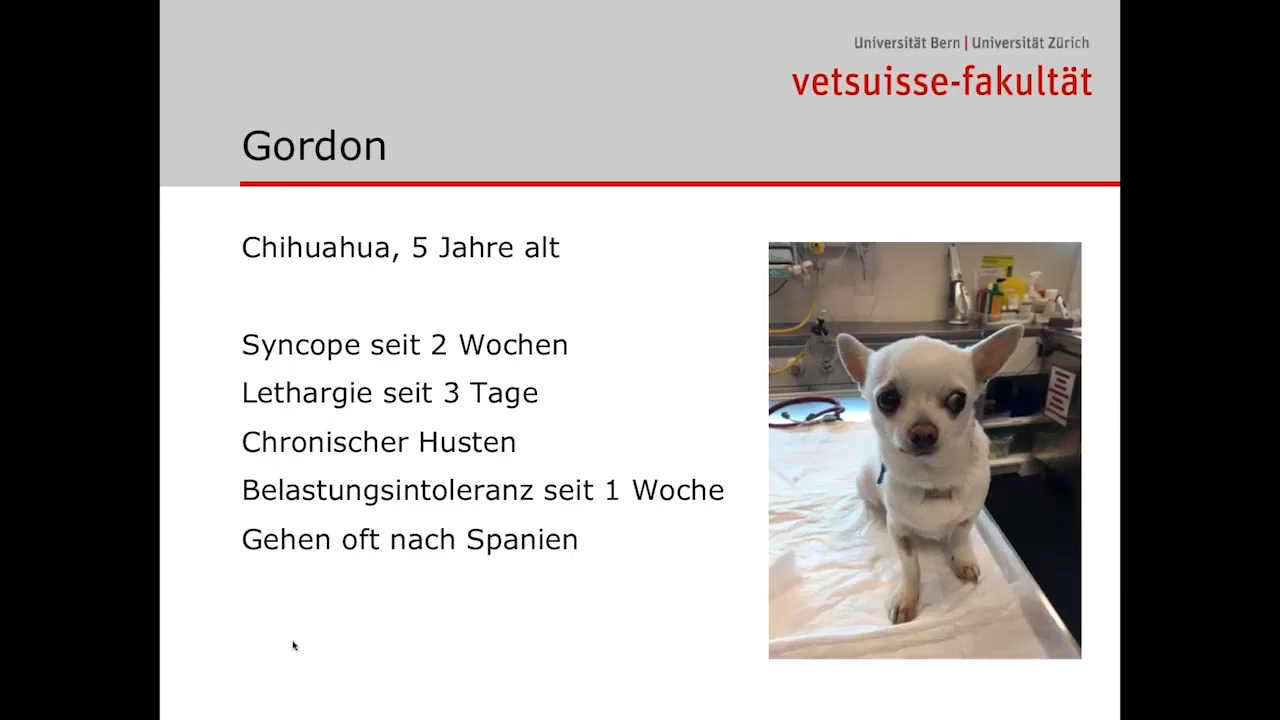 Universität Bern | Universität Zürich
vetsuisse-fakultät
Gordon
Chihuahua, 5 Jahre alt
Syncope seit 2 Wochen
Lethargie seit 3 Tage
Chronischer Husten
Belastungsintoleranz seit 1 Woche
Gehen oft nach Spanien